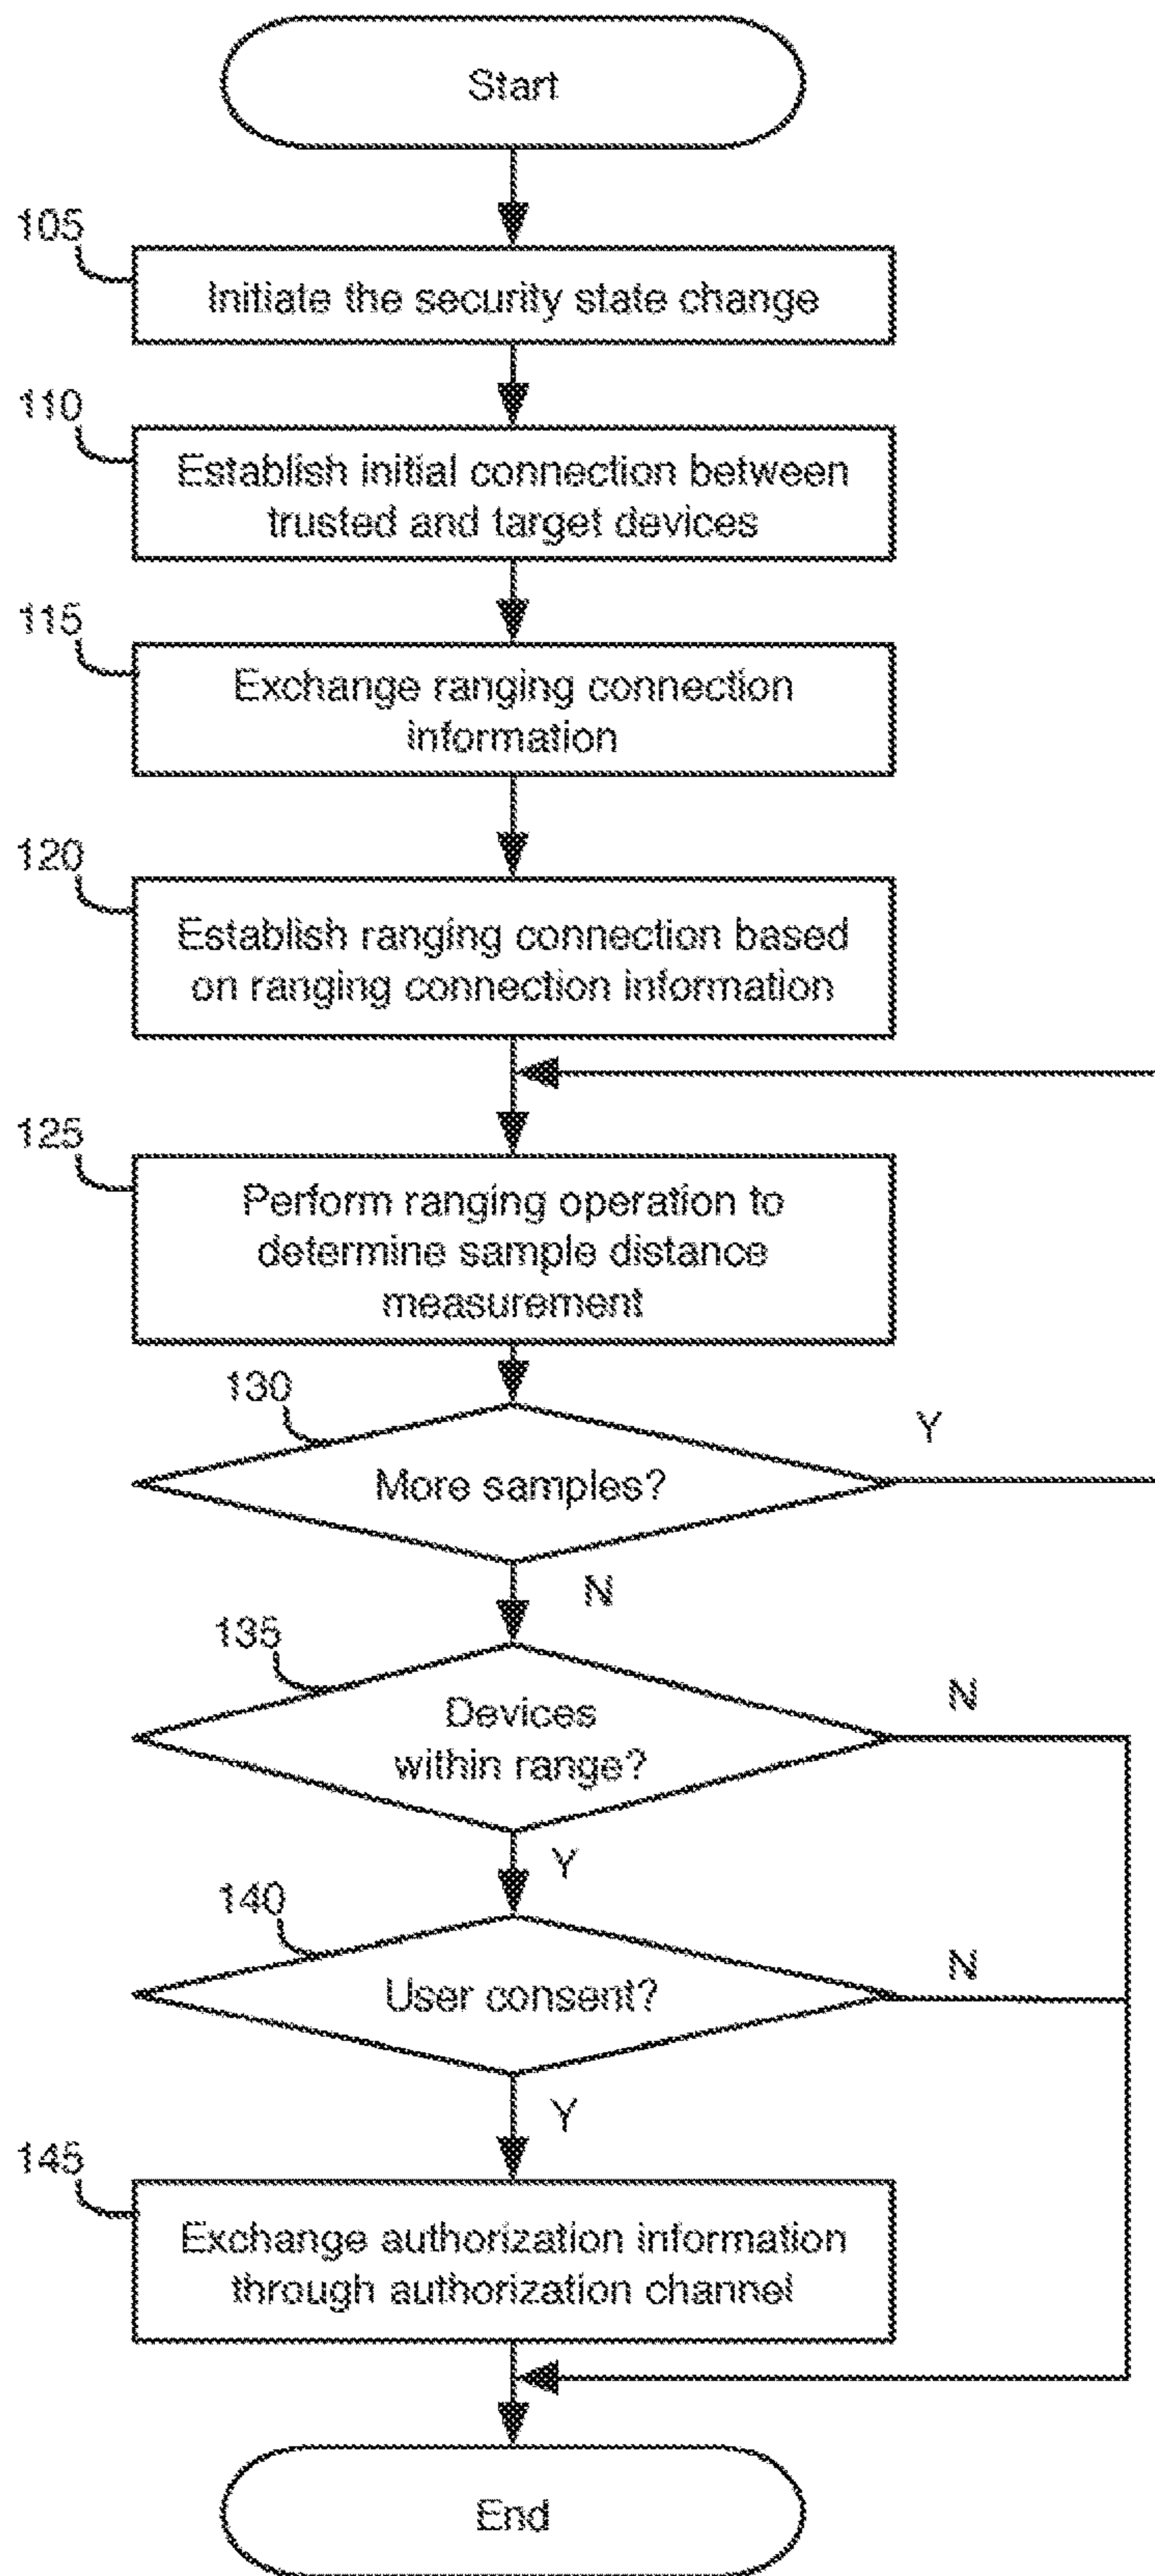 Start
105
Initiate the security state change
110
Establish initial connection between
trusted and target devices
115
Exchange ranging connection
information
120
Establish ranging connection based
on ranging connection information
125
Perform ranging operation to
determine sample distance
measurement
130
Y
More samples?
N
135
N
Devices
within range?
Y
140
N
User consent?
Y
145
Exchange authorization information
through authorization channel
End